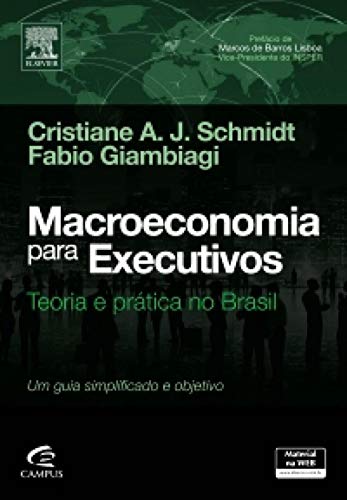 Prefácio de
Marcos de Barros Lisboa
Vice-Presidente do INSPER
ELSEVIER
Cristiane A. J. Schmidt
Fabio Giambiagi
Macroeconomia
para Executivos
Teoria e prática no Brasil
Um guia simplificado e objetivo
Material
na WEB
CAMPUS